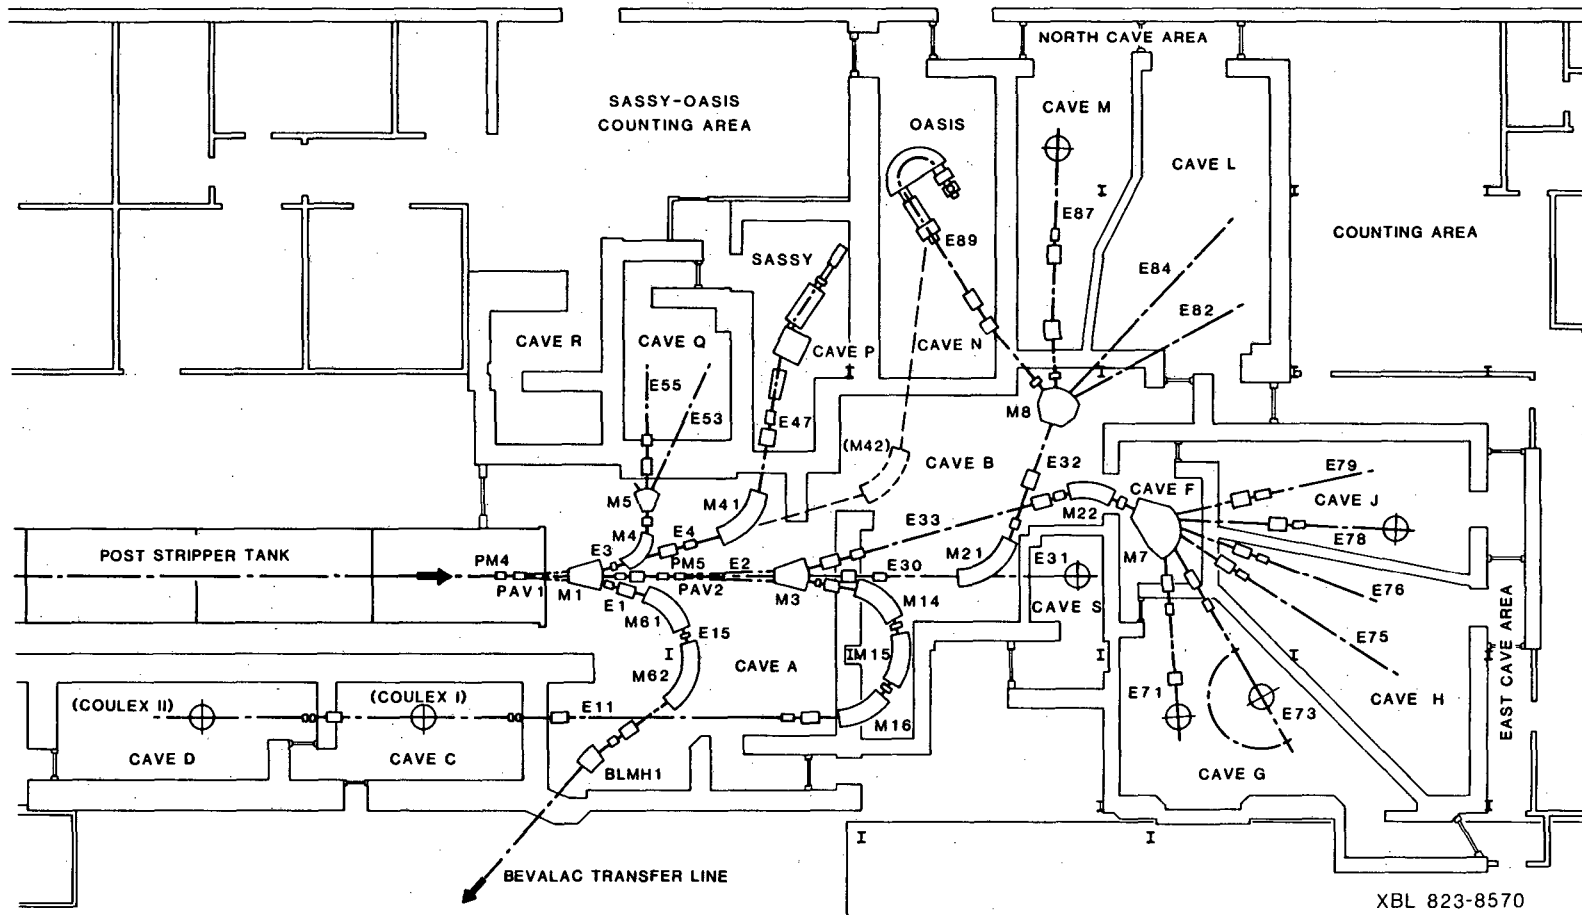 NORTH CAVE AREA
SASSY-OASIS
COUNTING AREA
CAVE M
OASIS
CAVE L
E87
E89
COUNTING AREA
SASSY
E84
E82
CAVE R
CAVE Q
CAVE P
CAVE N
E55
E53
E47
M8
(M42)
CAVE B
E32
E79
CAVE F
CAVE J
M5
M41
M22
E33
E4
M4
E78
POST STRIPPER TANK
E3
PM4
PM5
E2
M21
E31
M7
E30
PAV1
M1
E1
PAV2
M3
E76
M14
CAVE S
M61
E15
E75
M15
CAVE A
M62
E71
CAVE H
EAST CAVE AREA
(COULEX II)
(COULEX I)
E11
M16
E73
CAVE D
CAVE C
BLMH1
CAVE G
BEVALAC TRANSFER LINE
XBL 823-8570